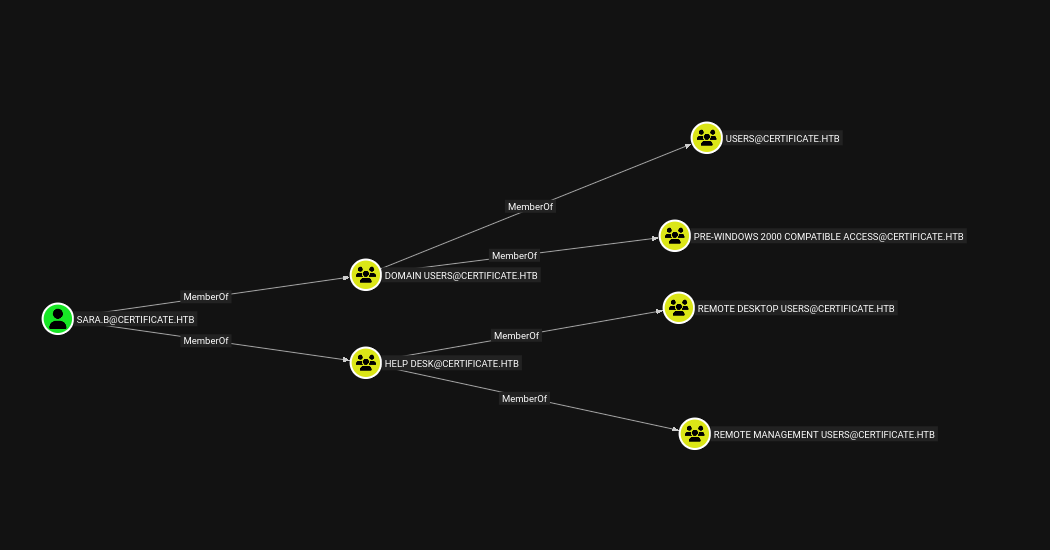 USERS@CERTIFICATE.HTB
MemberOf
PRE-WINDOWS 2000 COMPATIBLE ACCESS@CERTIFICATE.HTB
MemberOf
DOMAIN USERS@CERTIFICATE.HTB
MemberOf
REMOTE DESKTOP USERS@CERTIFICATE.HTB
SARA.B@CERTIFICATE.HTB
MemberOf
MemberOf
HELP DESK@CERTIFICATE.HTB
MemberOf
REMOTE MANAGEMENT USERS@CERTIFICATE.HTB